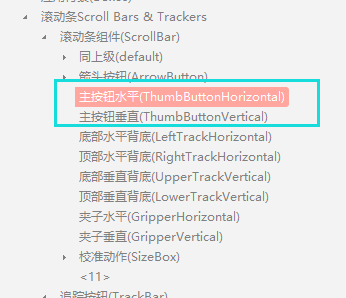 滚动条Scroll Bars & Trackers
滚动条组件(ScrollBar)
同上级(default)
箭头按钮(ArrowButton)
主按钮水平(ThumbButtonHorizontal)
主按钮垂直(ThumbButtonVertical)
底部水平背底(LeftTrackHorizontal)
顶部水平背底(RightTrackHorizontal)
底部垂直背底(UpperTrackVertical)
顶部垂直背底(LowerTrackVertical)
夹子水平(GripperHorizontal)
夹子垂直(GripperVertical)
校准动作(SizeBox)
<11>
追踪按钮(TrackBar)